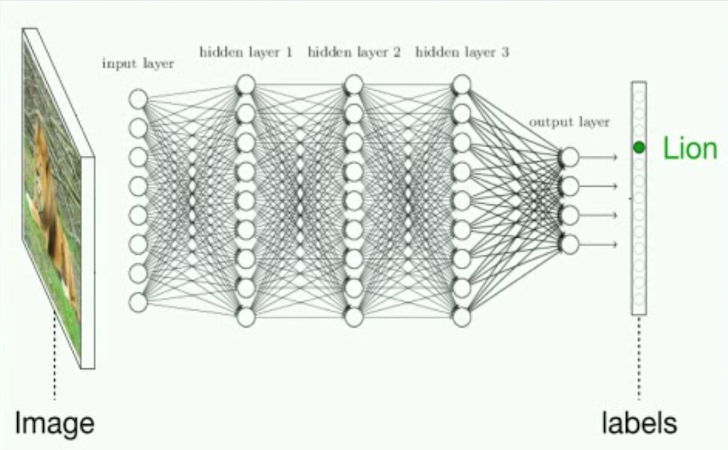 input layer
hidden layer 1
hidden layer 2
hidden layer 3
output layer
Lion
Image
labels